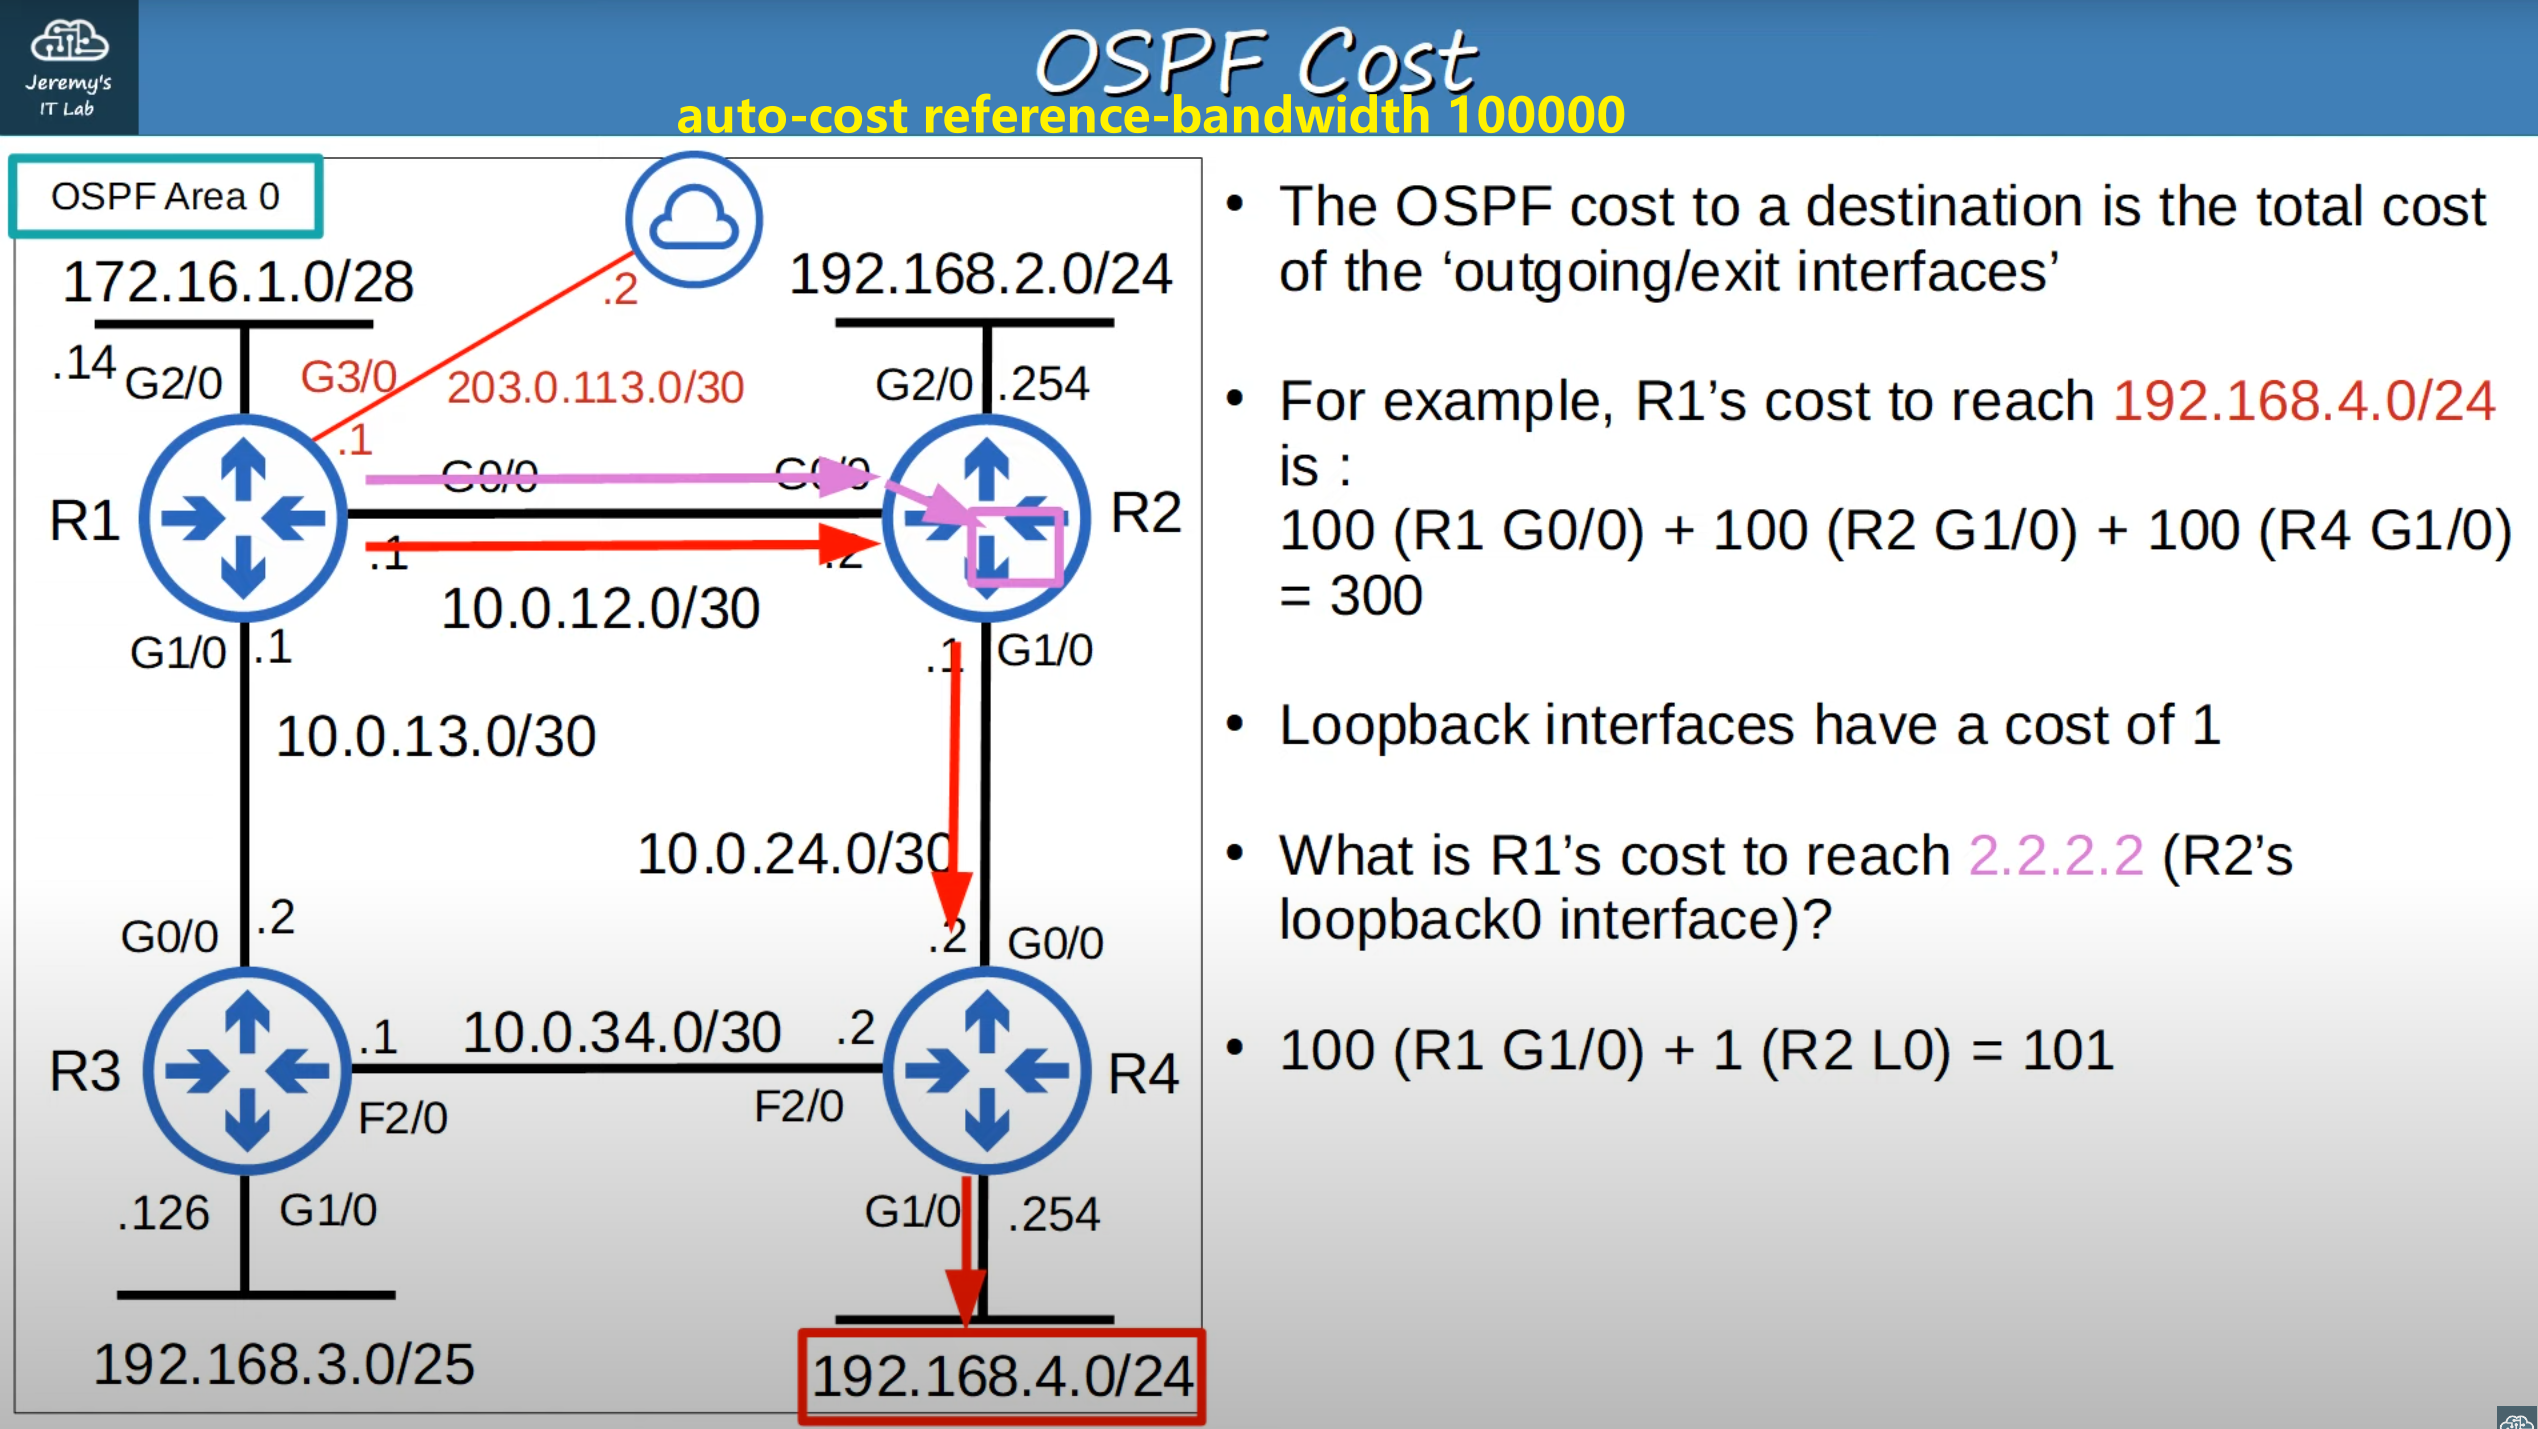 Jeremy's
IT Lab
OSPF Cost
auto-cost reference-bandwidth 100000
OSPF Area 0
172.16.1.0/28
.2
192.168.2.0/24
.14
G2/0
G3/0
203.0.113.0/30
G2/0
.254
.1
G0/0
G0/0
R1
R2
.1
.2
10.0.12.0/30
G1/0
.1
.1
G1/0
10.0.13.0/30
10.0.24.0/30
G0/0
.2
.2
G0/0
R3
.1
10.0.34.0/30
.2
R4
F2/0
F2/0
.126
G1/0
G1/0
.254
192.168.3.0/25
192.168.4.0/24
• The OSPF cost to a destination is the total cost
of the ‘outgoing/exit interfaces’
• For example, R1’s cost to reach 192.168.4.0/24
is :
100 (R1 G0/0) + 100 (R2 G1/0) + 100 (R4 G1/0)
= 300
• Loopback interfaces have a cost of 1
• What is R1’s cost to reach 2.2.2.2 (R2’s
loopback0 interface)?
• 100 (R1 G1/0) + 1 (R2 L0) = 101